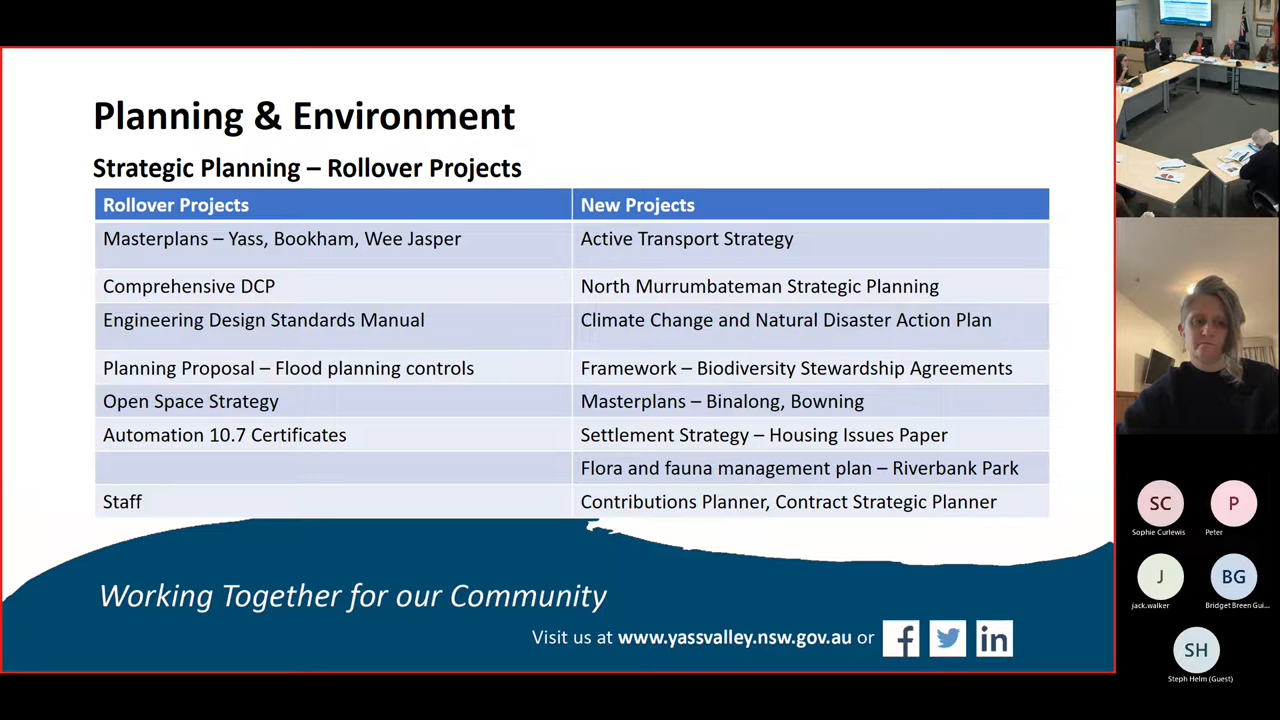 Planning & Environment
Strategic Planning – Rollover Projects
Rollover Projects New Projects
Masterplans – Yass, Bookham, Wee Jasper Active Transport Strategy
Comprehensive DCP North Murrumbateman Strategic Planning
Engineering Design Standards Manual Climate Change and Natural Disaster Action Plan
Planning Proposal – Flood planning controls Framework – Biodiversity Stewardship Agreements
Open Space Strategy Masterplans – Binalong, Bowning
Automation 10.7 Certificates Settlement Strategy – Housing Issues Paper
Flora and fauna management plan – Riverbank Park
Staff Contributions Planner, Contract Strategic Planner
Working Together for our Community
Visit us at www.yassvalley.nsw.gov.au or
SC
Sophie Curlewis
P
Peter
J
jack.walker
BG
Bridget Breen Gui...
SH
Steph Helm (Guest)